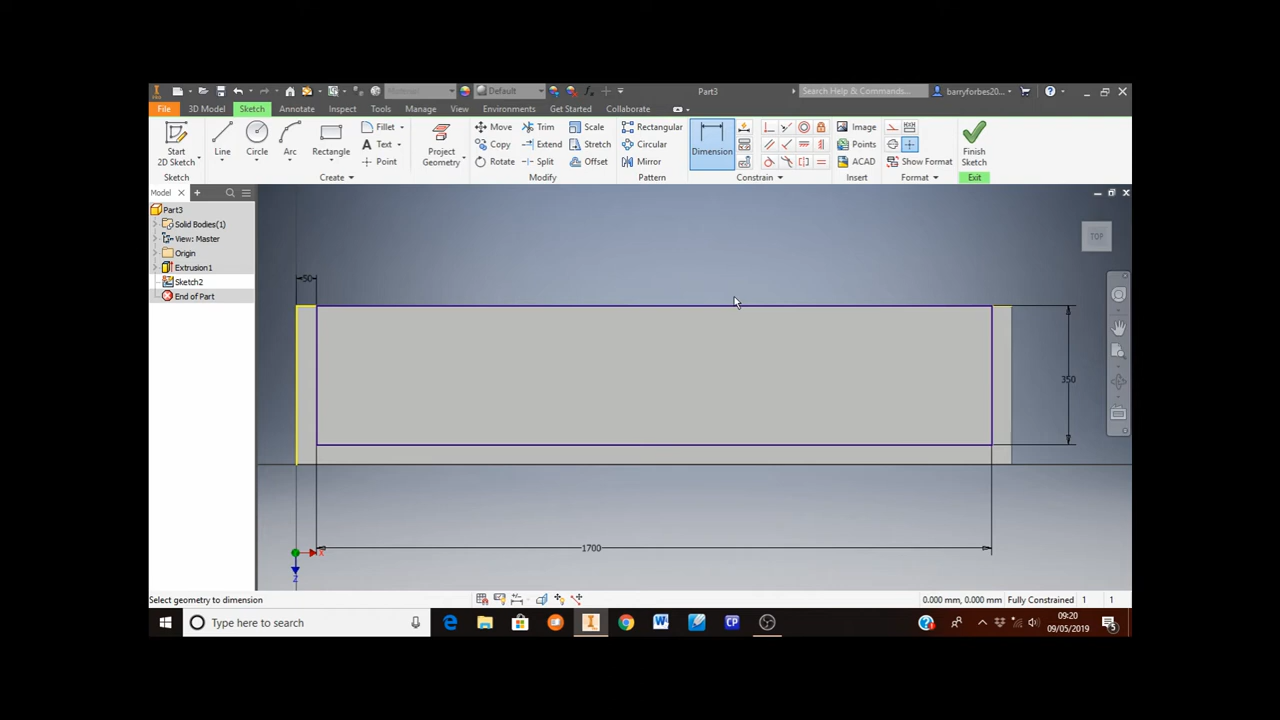 Material
Default
Part3
Search Help & Commands...
barryforbes20...
File
3D Model
Sketch
Annotate
Inspect
Tools
Manage
View
Environments
Get Started
Collaborate
Start
2D Sketch
Line
Circle
Arc
Rectangle
Fillet
Text
Point
Project
Geometry
Move
Copy
Rotate
Trim
Extend
Split
Scale
Stretch
Offset
Rectangular
Circular
Mirror
Dimension
Image
Points
ACAD
Show Format
Finish
Sketch
Sketch
Create
Modify
Pattern
Constrain
Insert
Format
Exit
Model
Part3
Solid Bodies(1)
View: Master
Origin
Extrusion1
Sketch2
End of Part
TOP
50
350
1700
X
Z
Select geometry to dimension
0.000 mm, 0.000 mm
Fully Constrained
1
1
Type here to search
CP
09:20
09/05/2019
5